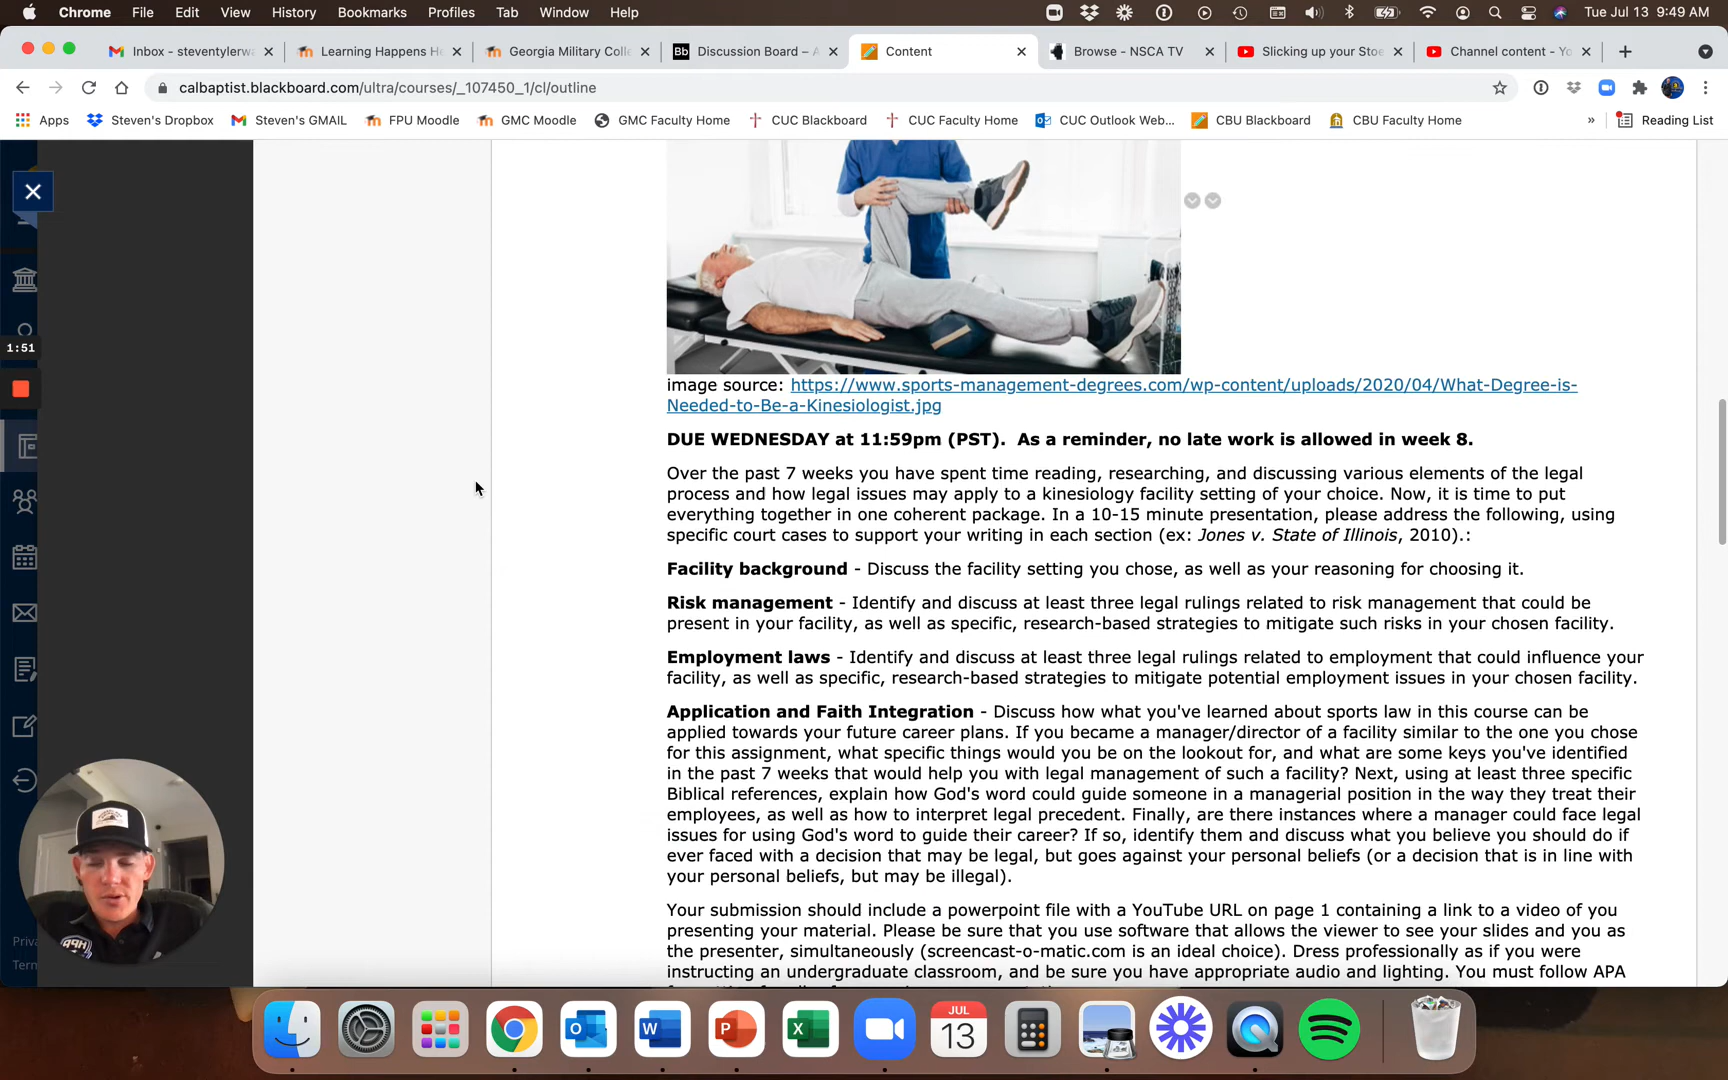 Chrome File Edit View History Bookmarks Profiles Tab Window Help Tue Jul 13 9:49 AM
Inbox - steventylerwa Learning Happens He Georgia Military Colle Bb Discussion Board – A Content Browse - NSCA TV Slicking up your Stoe Channel content - Yo
calbaptist.blackboard.com/ultra/courses/_107450_1/cl/outline
Apps Steven's Dropbox Steven's GMAIL FPU Moodle GMC Moodle GMC Faculty Home CUC Blackboard CUC Faculty Home CUC Outlook Web... CBU Blackboard CBU Faculty Home » Reading List
1:51
image source: https://www.sports-management-degrees.com/wp-content/uploads/2020/04/What-Degree-is-
Needed-to-Be-a-Kinesiologist.jpg
DUE WEDNESDAY at 11:59pm (PST). As a reminder, no late work is allowed in week 8.
Over the past 7 weeks you have spent time reading, researching, and discussing various elements of the legal
process and how legal issues may apply to a kinesiology facility setting of your choice. Now, it is time to put
everything together in one coherent package. In a 10-15 minute presentation, please address the following, using
specific court cases to support your writing in each section (ex: Jones v. State of Illinois, 2010).:
Facility background - Discuss the facility setting you chose, as well as your reasoning for choosing it.
Risk management - Identify and discuss at least three legal rulings related to risk management that could be
present in your facility, as well as specific, research-based strategies to mitigate such risks in your chosen facility.
Employment laws - Identify and discuss at least three legal rulings related to employment that could influence your
facility, as well as specific, research-based strategies to mitigate potential employment issues in your chosen facility.
Application and Faith Integration - Discuss how what you've learned about sports law in this course can be
applied towards your future career plans. If you became a manager/director of a facility similar to the one you chose
for this assignment, what specific things would you be on the lookout for, and what are some keys you've identified
in the past 7 weeks that would help you with legal management of such a facility? Next, using at least three specific
Biblical references, explain how God's word could guide someone in a managerial position in the way they treat their
employees, as well as how to interpret legal precedent. Finally, are there instances where a manager could face legal
issues for using God's word to guide their career? If so, identify them and discuss what you believe you should do if
ever faced with a decision that may be legal, but goes against your personal beliefs (or a decision that is in line with
your personal beliefs, but may be illegal).
Your submission should include a powerpoint file with a YouTube URL on page 1 containing a link to a video of you
presenting your material. Please be sure that you use software that allows the viewer to see your slides and you as
the presenter, simultaneously (screencast-o-matic.com is an ideal choice). Dress professionally as if you were
instructing an undergraduate classroom, and be sure you have appropriate audio and lighting. You must follow APA
Priva
Term
HPA
JUL
13